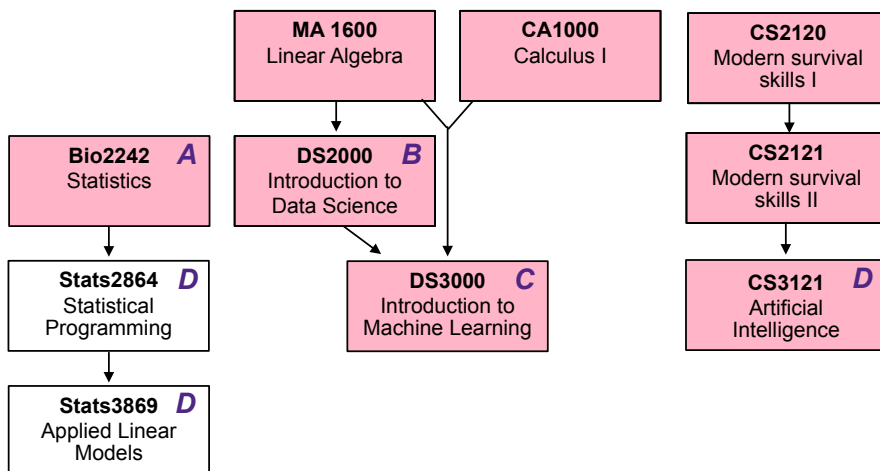 MA 1600
Linear Algebra
CA1000
Calculus I
CS2120
Modern survival
skills I
Bio2242 A
Statistics
DS2000 B
Introduction to
Data Science
CS2121
Modern survival
skills II
Stats2864 D
Statistical
Programming
DS3000 C
Introduction to
Machine Learning
CS3121 D
Artificial
Intelligence
Stats3869 D
Applied Linear
Models